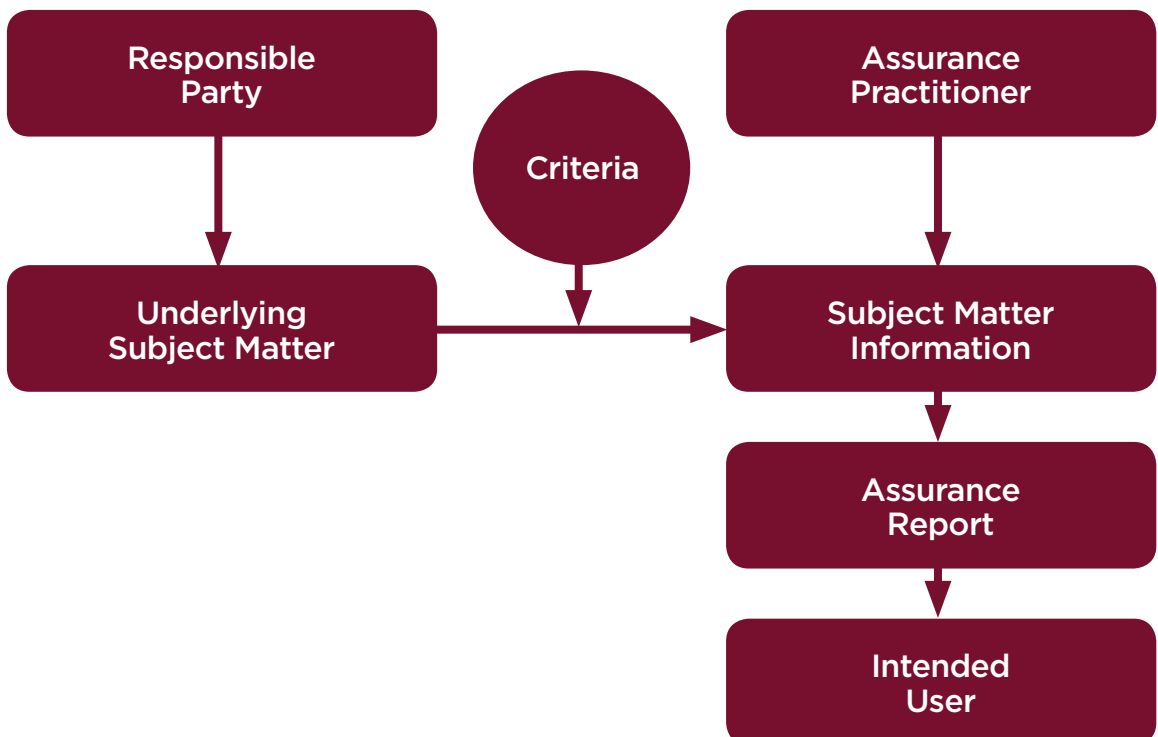 Responsible
Party
Assurance
Practitioner
Criteria
Underlying
Subject Matter
Subject Matter
Information
Assurance
Report
Intended
User